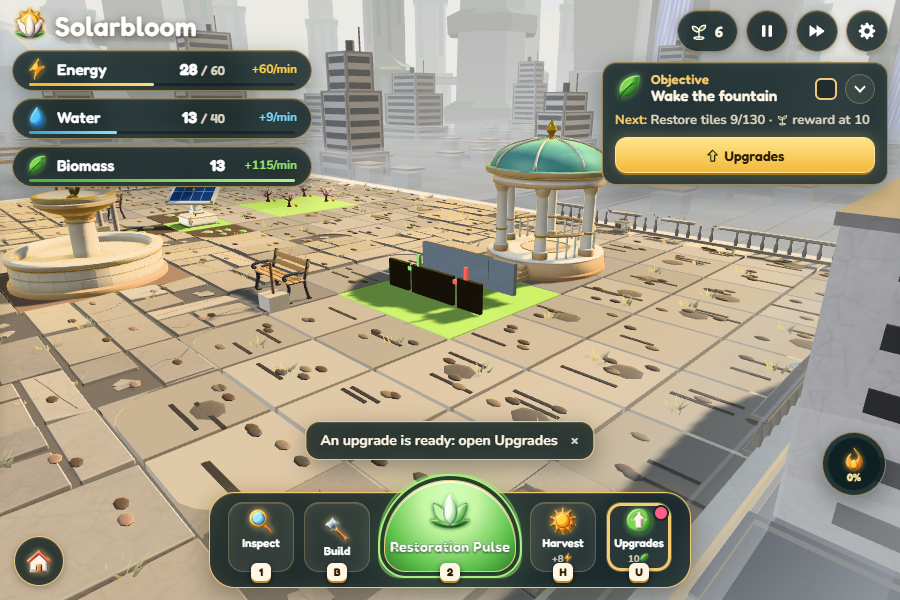 Solarbloom
Energy 28 / 60 +60/min
Water 13 / 40 +9/min
Biomass 13 +115/min
6
Objective
Wake the fountain
Next: Restore tiles 9/130 · reward at 10
Upgrades
An upgrade is ready: open Upgrades ×
0%
Inspect
1
Build
B
Restoration Pulse
2
Harvest
+8
H
Upgrades
10
U